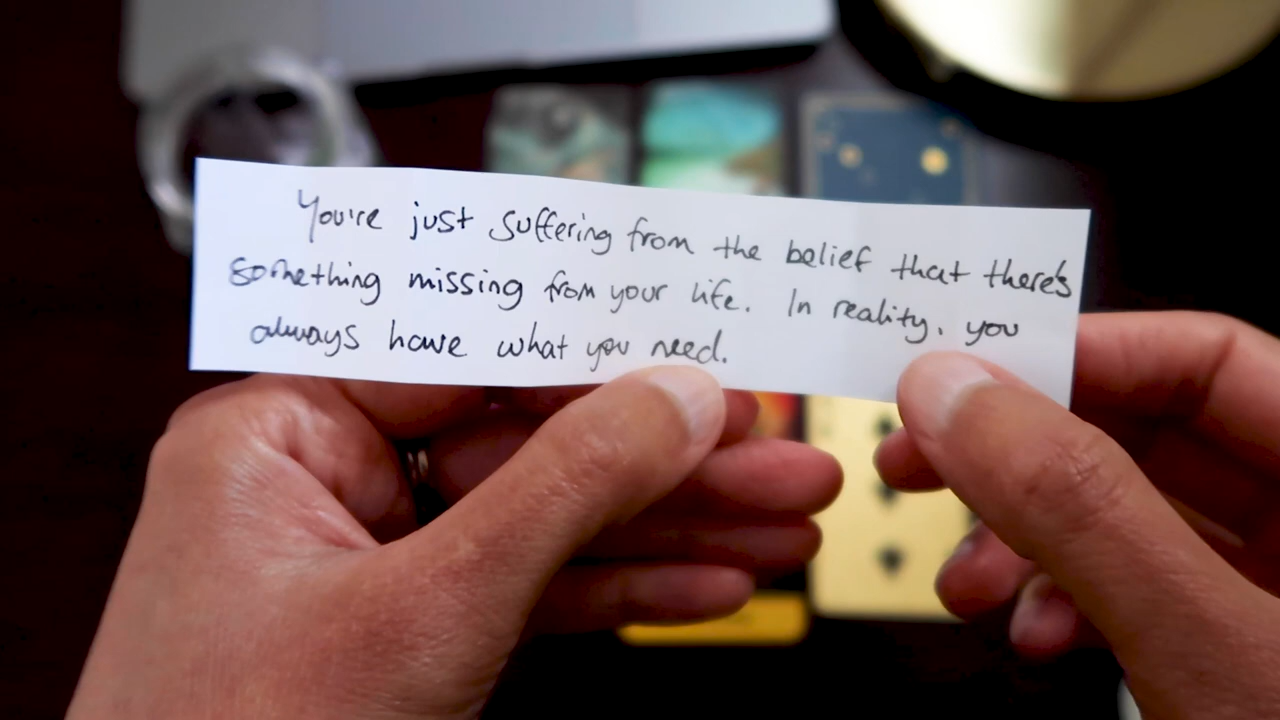 You're just suffering from the belief that there's
something missing from your life. In reality, you
always have what you need.